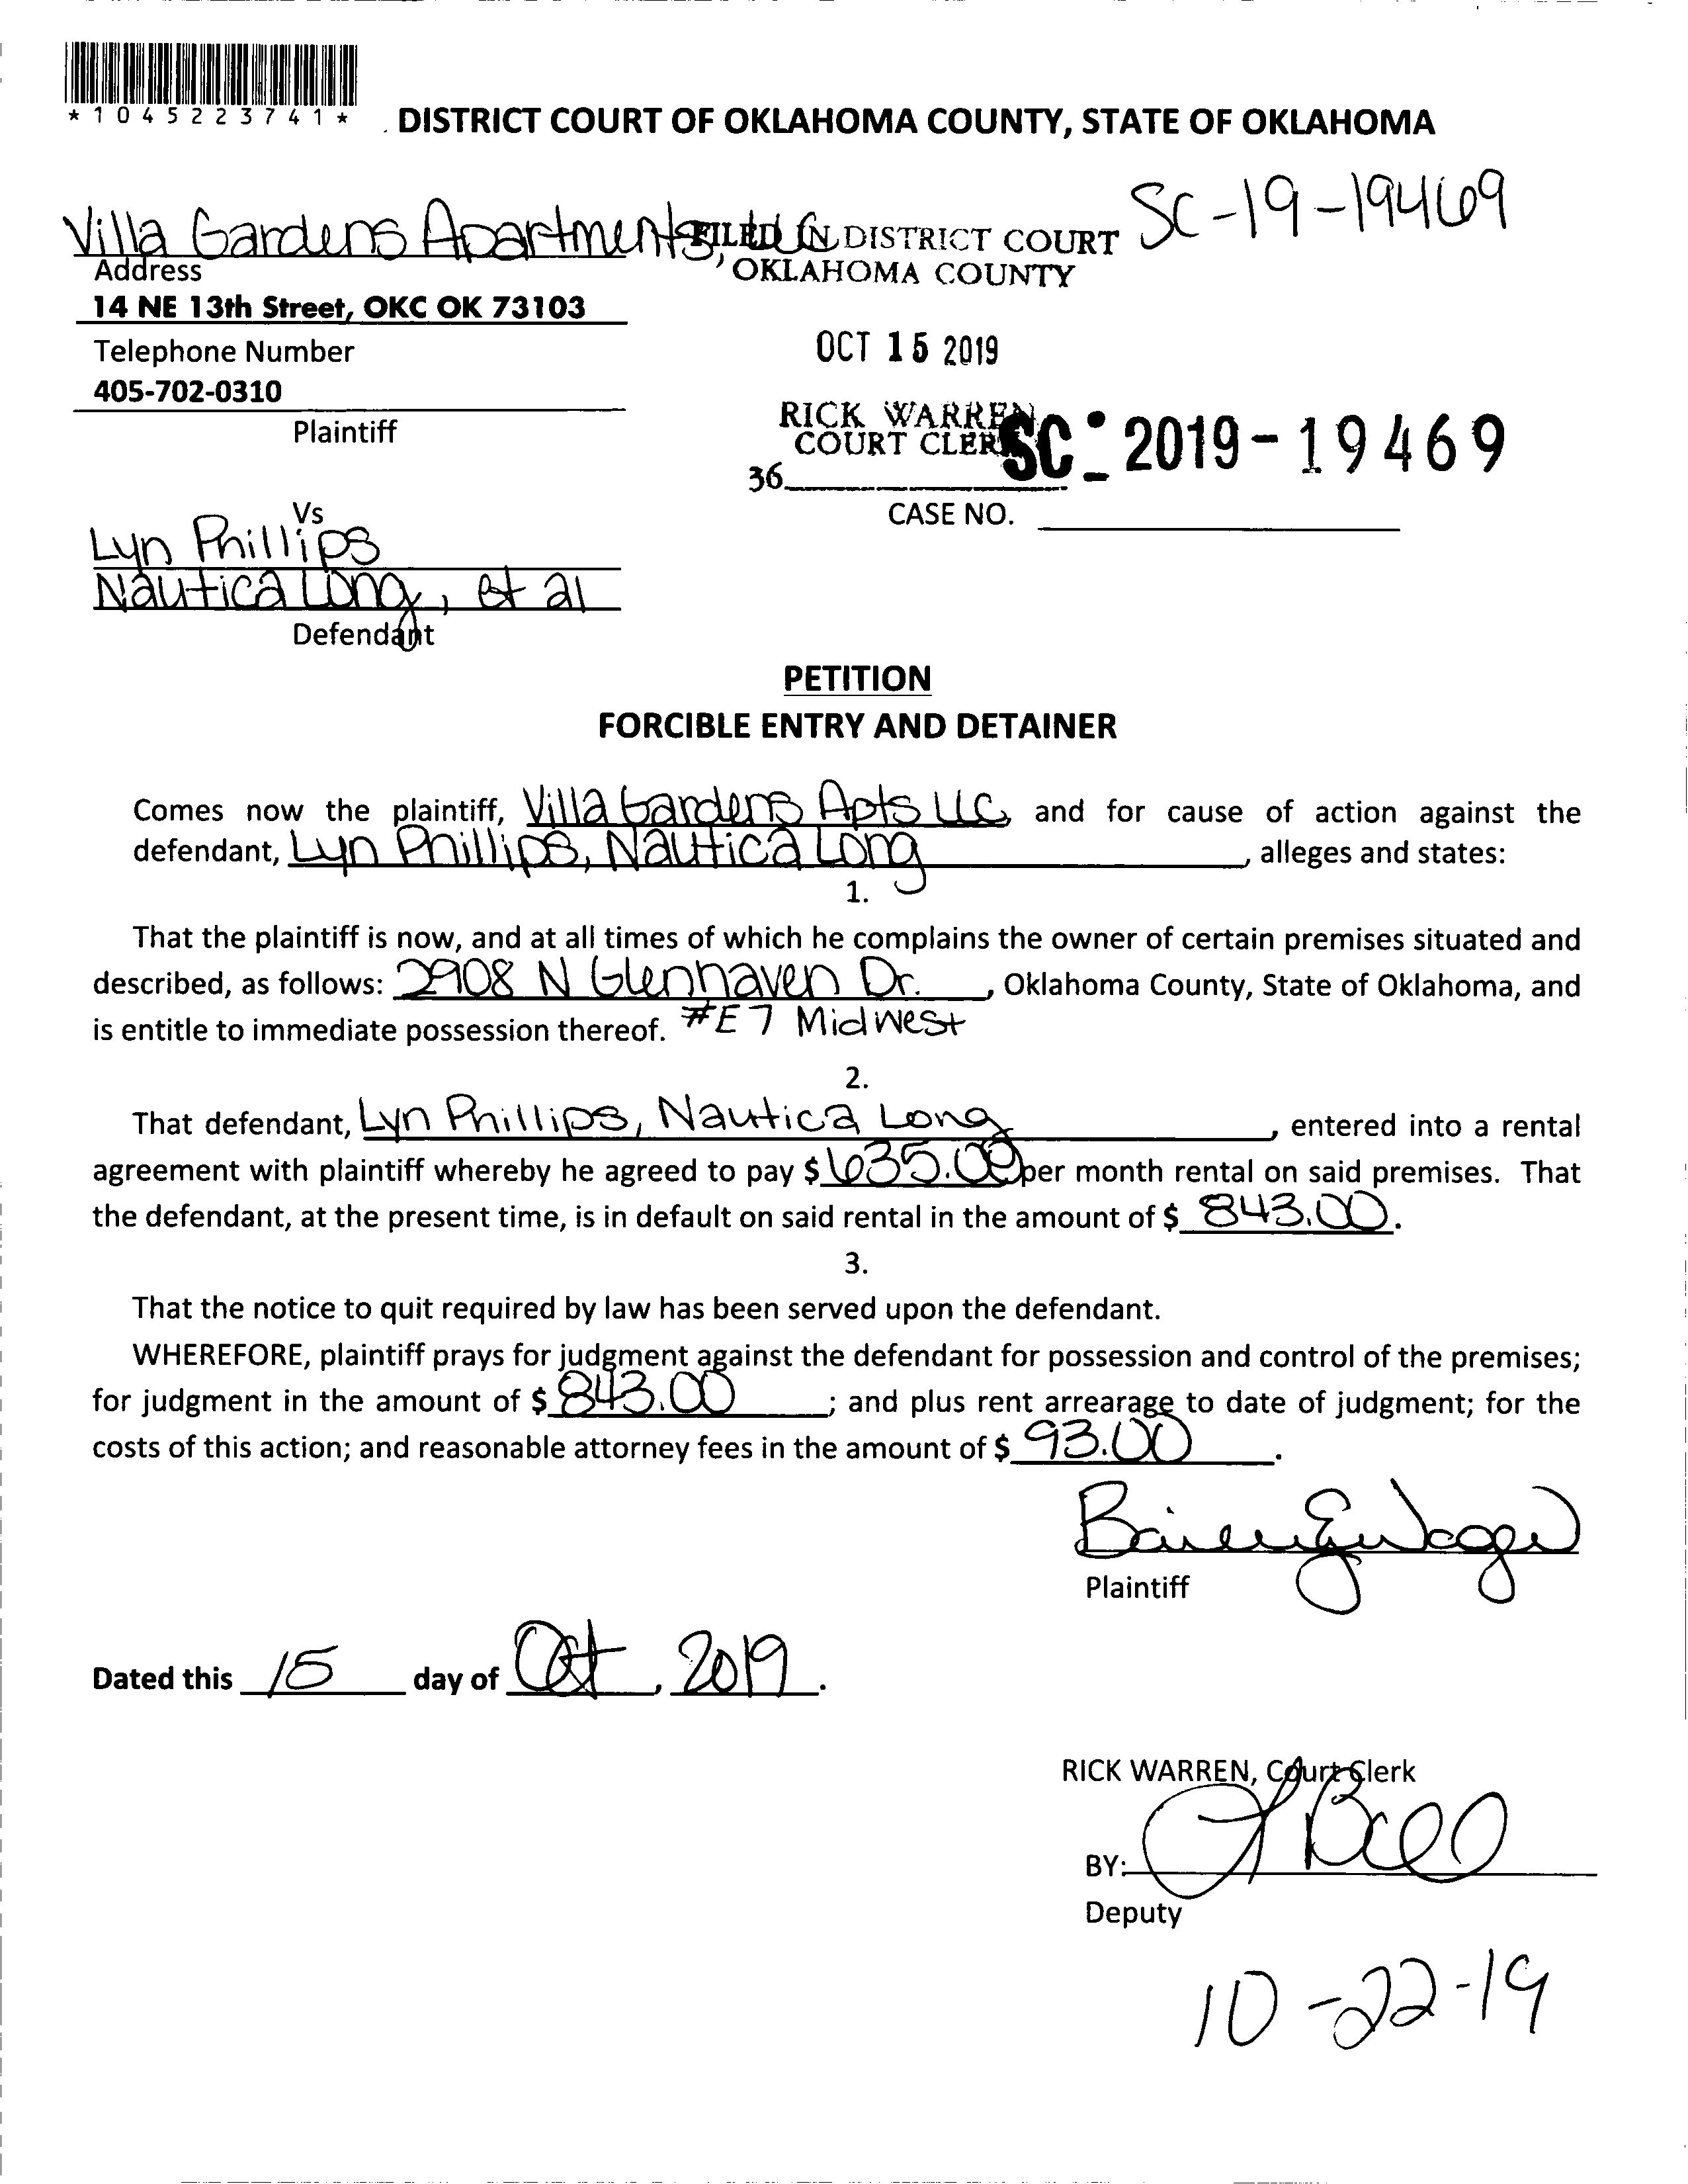 *1045223741*
DISTRICT COURT OF OKLAHOMA COUNTY, STATE OF OKLAHOMA
SC-19-19469
Villa Gardens Apartments, LLC
FILED IN DISTRICT COURT
OKLAHOMA COUNTY
Address
14 NE 13th Street, OKC OK 73103
Telephone Number
405-702-0310
Plaintiff
OCT 15 2019
RICK WARREN
COURT CLERK
SC-2019-19469
36
CASE NO.
Vs
Lyn Phillips
Nautica Long, et al
Defendant
PETITION
FORCIBLE ENTRY AND DETAINER
Comes now the plaintiff, Villa Gardens Apts LLC, and for cause of action against the
defendant, Lyn Phillips, Nautica Long, alleges and states:
1.
That the plaintiff is now, and at all times of which he complains the owner of certain premises situated and
described, as follows: 2908 N Glenhaven Dr., Oklahoma County, State of Oklahoma, and
is entitle to immediate possession thereof. #E7 Midwest
2.
That defendant, Lyn Phillips, Nautica Long, entered into a rental
agreement with plaintiff whereby he agreed to pay $ 635.00 per month rental on said premises. That
the defendant, at the present time, is in default on said rental in the amount of $ 843.00.
3.
That the notice to quit required by law has been served upon the defendant.
WHEREFORE, plaintiff prays for judgment against the defendant for possession and control of the premises;
for judgment in the amount of $ 843.00; and plus rent arrearage to date of judgment; for the
costs of this action; and reasonable attorney fees in the amount of $ 93.00.
Plaintiff
Dated this 15 day of Oct, 2019.
RICK WARREN, Court Clerk
BY:
Deputy
10-22-19